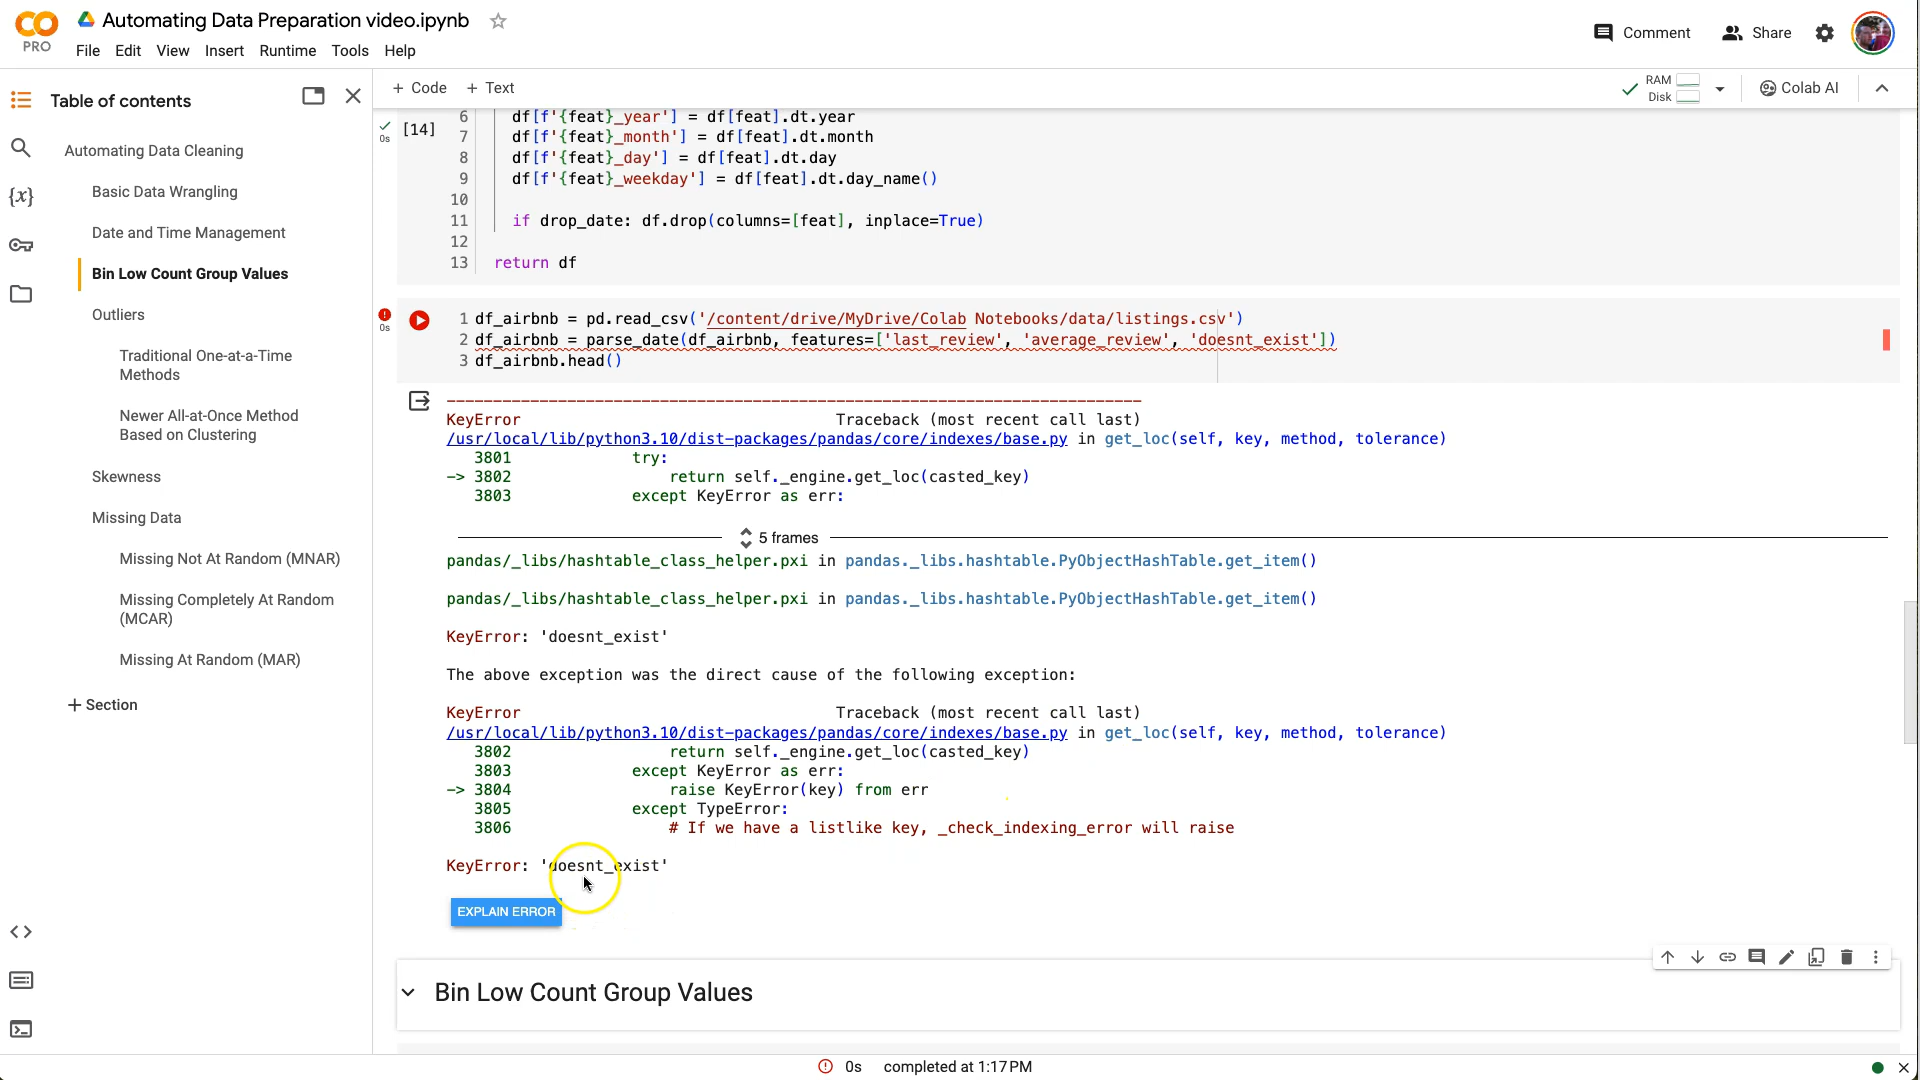 Automating Data Preparation video.ipynb
PRO
File Edit View Insert Runtime Tools Help
Comment
Share
Table of contents
+ Code + Text
RAM
Disk
Colab AI
Automating Data Cleaning
Basic Data Wrangling
Date and Time Management
Bin Low Count Group Values
Outliers
Traditional One-at-a-Time
Methods
Newer All-at-Once Method
Based on Clustering
Skewness
Missing Data
Missing Not At Random (MNAR)
Missing Completely At Random
(MCAR)
Missing At Random (MAR)
+ Section
{x}
0s
[14]
6 df[f'{feat}_year'] = df[feat].dt.year
7 df[f'{feat}_month'] = df[feat].dt.month
8 df[f'{feat}_day'] = df[feat].dt.day
9 df[f'{feat}_weekday'] = df[feat].dt.day_name()
10
11 if drop_date: df.drop(columns=[feat], inplace=True)
12
13 return df
0s
1 df_airbnb = pd.read_csv('/content/drive/MyDrive/Colab Notebooks/data/listings.csv')
2 df_airbnb = parse_date(df_airbnb, features=['last_review', 'average_review', 'doesnt_exist'])
3 df_airbnb.head()
---------------------------------------------------------------------------
KeyError Traceback (most recent call last)
/usr/local/lib/python3.10/dist-packages/pandas/core/indexes/base.py in get_loc(self, key, method, tolerance)
3801 try:
-> 3802 return self._engine.get_loc(casted_key)
3803 except KeyError as err:
5 frames
pandas/_libs/hashtable_class_helper.pxi in pandas._libs.hashtable.PyObjectHashTable.get_item()
pandas/_libs/hashtable_class_helper.pxi in pandas._libs.hashtable.PyObjectHashTable.get_item()
KeyError: 'doesnt_exist'
The above exception was the direct cause of the following exception:
KeyError Traceback (most recent call last)
/usr/local/lib/python3.10/dist-packages/pandas/core/indexes/base.py in get_loc(self, key, method, tolerance)
3802 return self._engine.get_loc(casted_key)
3803 except KeyError as err:
-> 3804 raise KeyError(key) from err
3805 except TypeError:
3806 # If we have a listlike key, _check_indexing_error will raise
KeyError: 'doesnt_exist'
EXPLAIN ERROR
Bin Low Count Group Values
0s completed at 1:17 PM